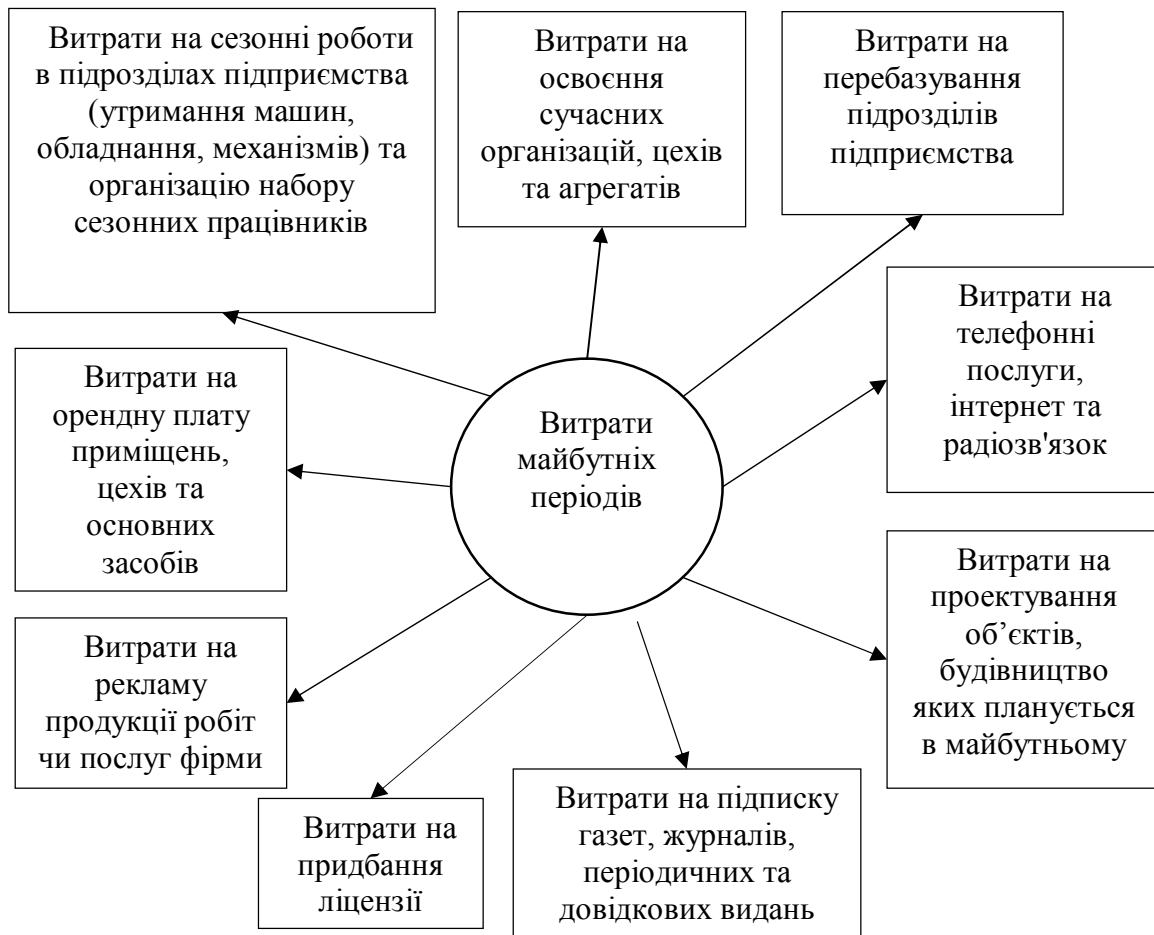 Витрати на сезонні роботи
в підрозділах підприємства
(утримання машин,
обладнання, механізмів) та
організацію набору
сезонних працівників
Витрати на
освоєння
сучасних
організацій, цехів
та агрегатів
Витрати на
перебазування
підрозділів
підприємства
Витрати на
телефонні
послуги,
інтернет та
радіозв'язок
Витрати на
орендну плату
приміщень,
цехів та
основних
засобів
Витрати
майбутніх
періодів
Витрати на
проектування
об’єктів,
будівництво
яких планується
в майбутньому
Витрати на
рекламу
продукції робіт
чи послуг фірми
Витрати на
придбання
ліцензії
Витрати на підписку
газет, журналів,
періодичних та
довідкових видань